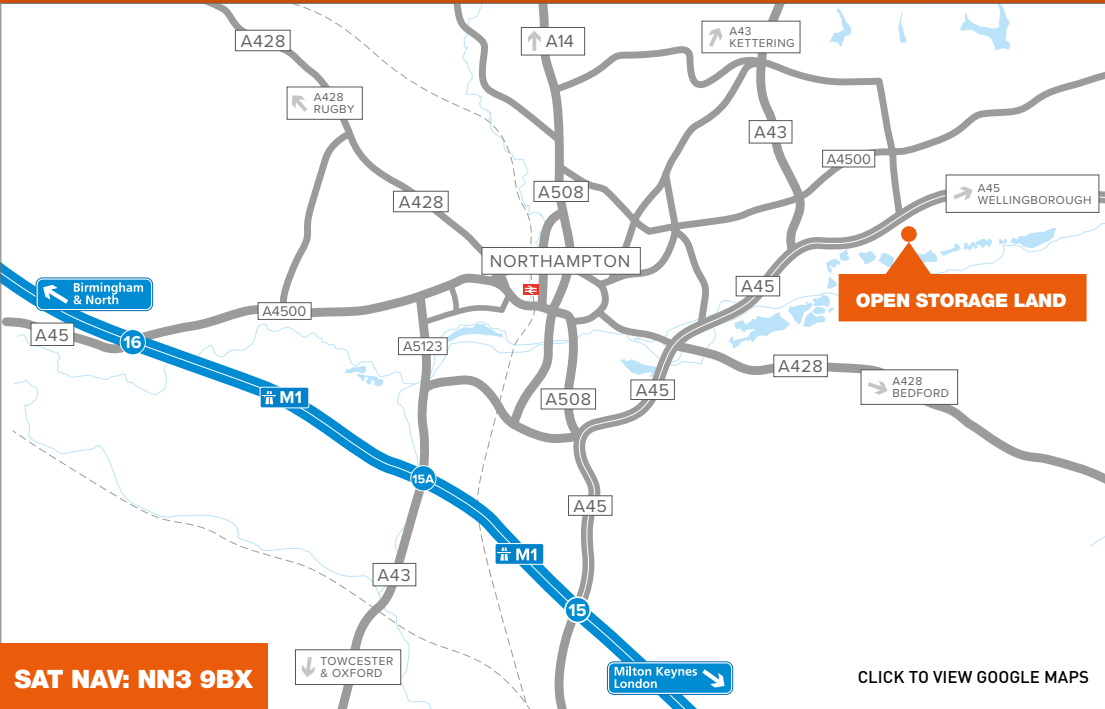 A428
A14
A43
KETTERING
A428
RUGBY
A43
A4500
A508
A428
A45
WELLINGBOROUGH
NORTHAMPTON
Birmingham
& North
A45
OPEN STORAGE LAND
A4500
A45
16
A5123
M1
A508
A45
A428
A428
BEDFORD
15A
A45
M1
A43
15
TOWCESTER
& OXFORD
Milton Keynes
London
SAT NAV: NN3 9BX
CLICK TO VIEW GOOGLE MAPS